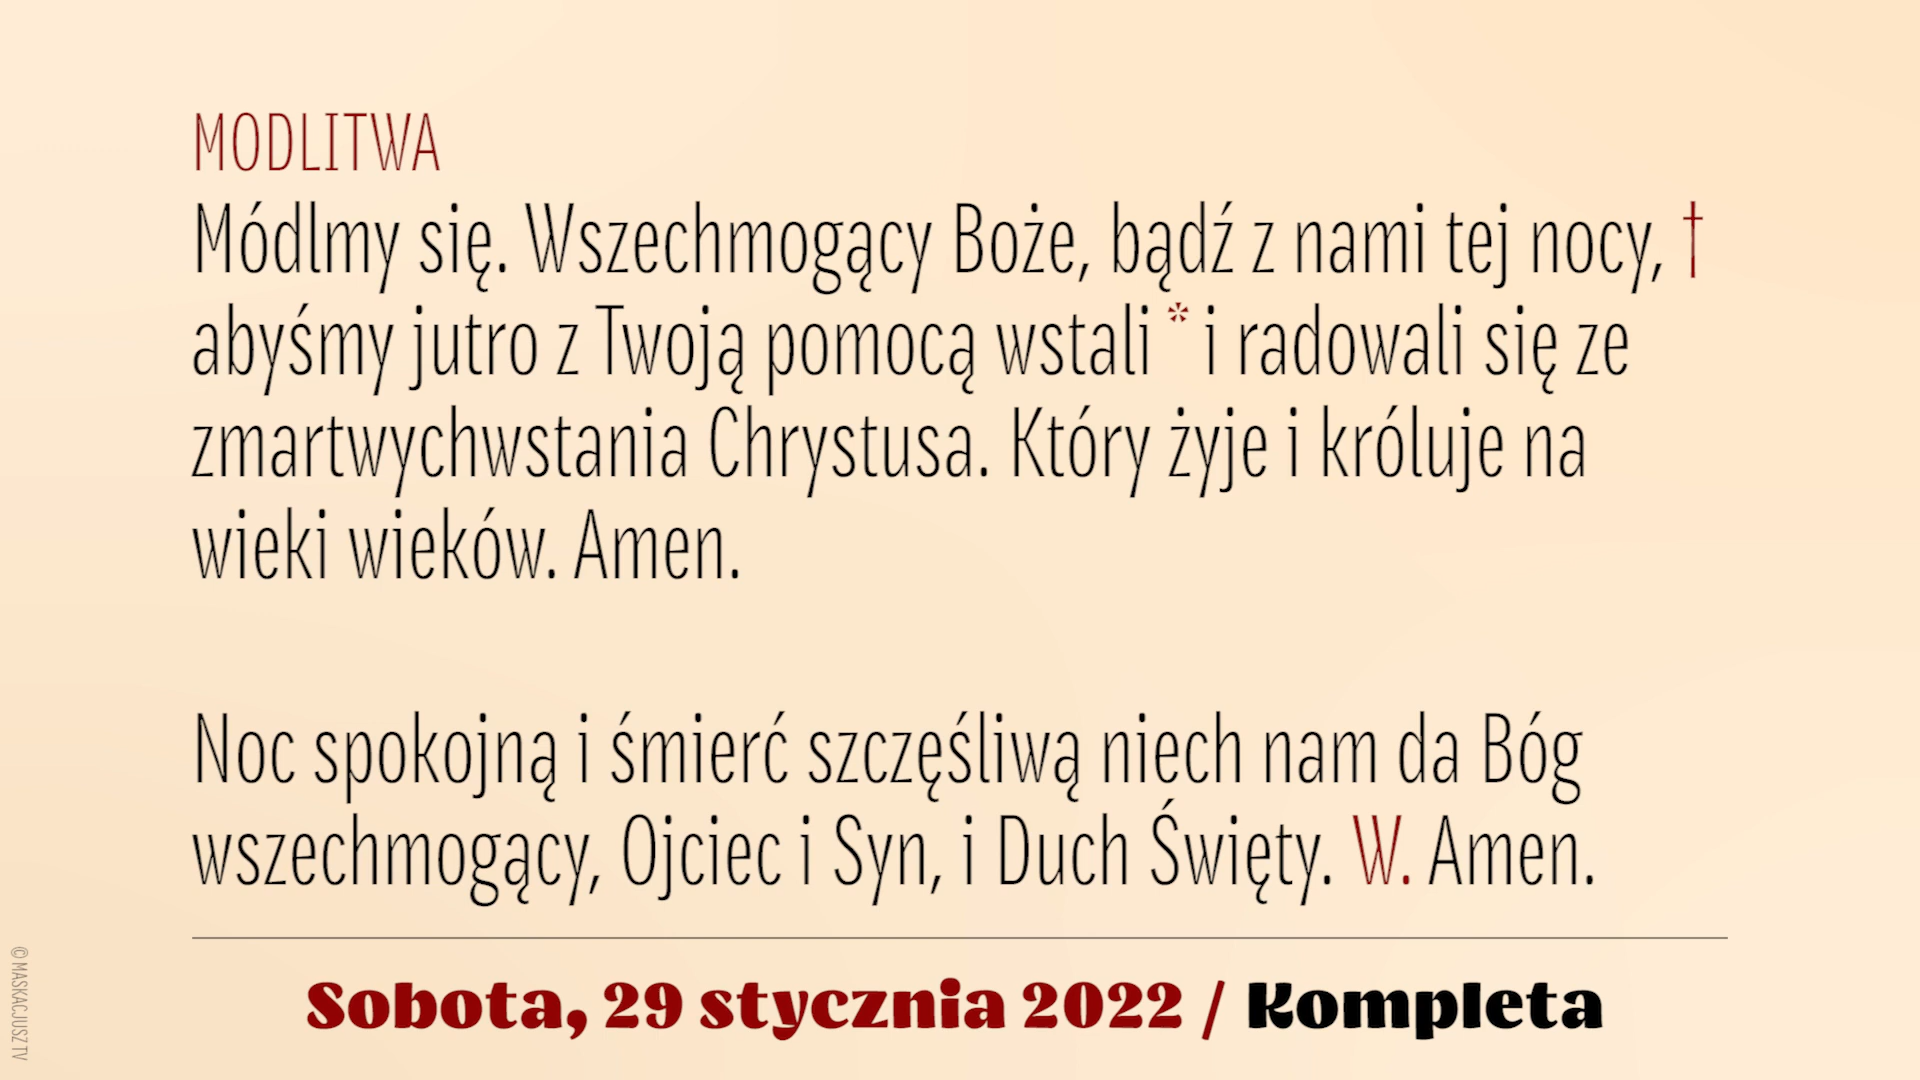 MODLITWA
Módlmy się. Wszechmogący Boże, bądź z nami tej nocy, †
abyśmy jutro z Twoją pomocą wstali * i radowali się ze
zmartwychwstania Chrystusa. Który żyje i króluje na
wieki wieków. Amen.
Noc spokojną i śmierć szczęśliwą niech nam da Bóg
wszechmogący, Ojciec i Syn, i Duch Święty. W. Amen.
Sobota, 29 stycznia 2022 / Kompleta
© MASKACJUSZ TV